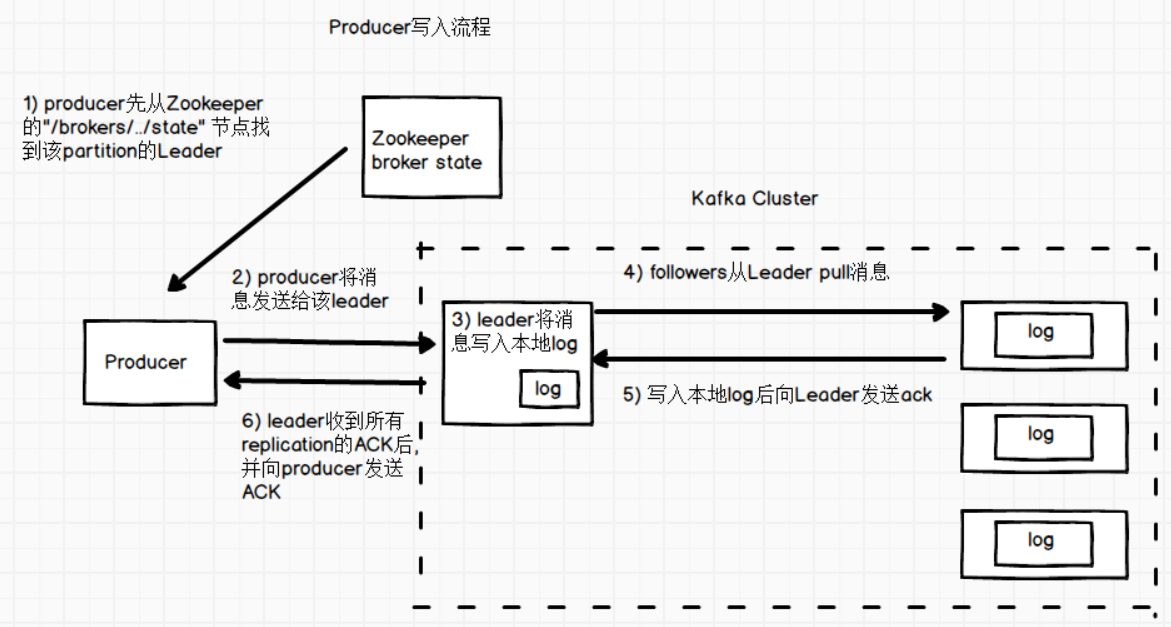 Producer写入流程
1) producer先从Zookeeper
的"/brokers/../state" 节点找
到该partition的Leader
Zookeeper
broker state
Kafka Cluster
2) producer将消
息发送给该leader
4) followers从Leader pull消息
3) leader将消
息写入本地log
log
log
Producer
5) 写入本地log后向Leader发送ack
6) leader收到所有
replication的ACK后,
并向producer发送
ACK
log
log